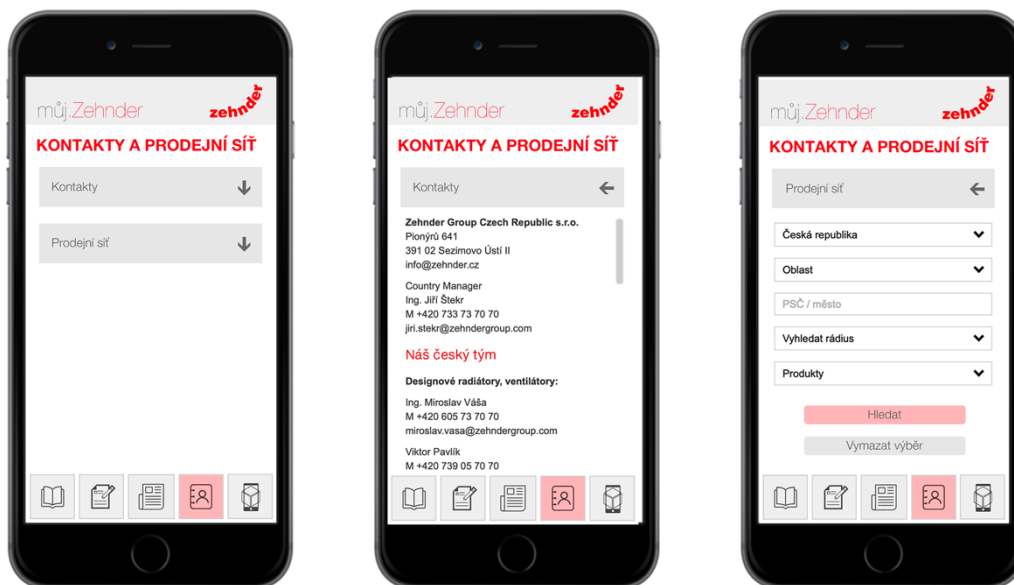 můj.Zehnder
zehnder
KONTAKTY A PRODEJNÍ SÍŤ
Kontakty
Prodejní síť
můj.Zehnder
zehnder
KONTAKTY A PRODEJNÍ SÍŤ
Kontakty
Zehnder Group Czech Republic s.r.o.
Pionýrů 641
391 02 Sezimovo Ústí II
info@zehnder.cz
Country Manager
Ing. Jiří Štekr
M +420 733 73 70 70
jiri.stekr@zehndergroup.com
Náš český tým
Designové radiátory, ventilátory:
Ing. Miroslav Váša
M +420 605 73 70 70
miroslav.vasa@zehndergroup.com
Viktor Pavlík
M +420 739 05 70 70
můj.Zehnder
zehnder
KONTAKTY A PRODEJNÍ SÍŤ
Prodejní síť
Česká republika
Oblast
PSČ / město
Vyhledat rádius
Produkty
Hledat
Vymazat výběr